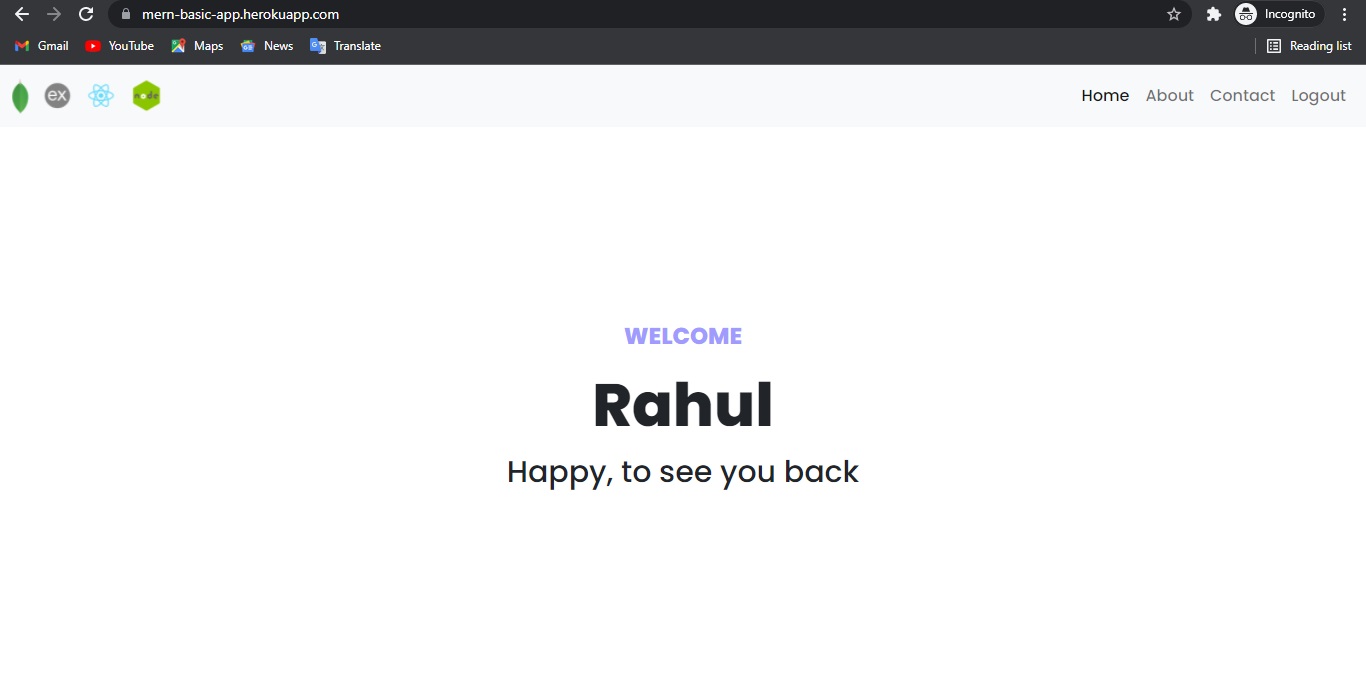 mern-basic-app.herokuapp.com Incognito
Gmail YouTube Maps News Translate Reading list
ex node Home About Contact Logout
WELCOME
Rahul
Happy, to see you back